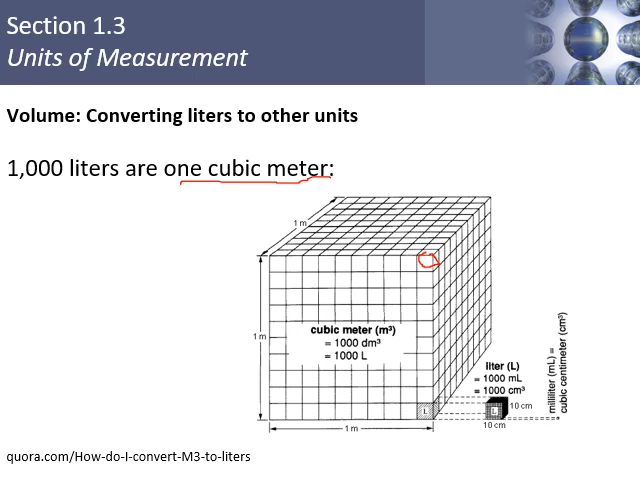 Section 1.3
Units of Measurement
Volume: Converting liters to other units
1,000 liters are one cubic meter:
1 m
1 m
cubic meter (m³)
= 1000 dm³
= 1000 L
liter (L)
= 1000 mL
= 1000 cm³
milliliter (mL) =
cubic centimeter (cm³)
L
L
10 cm
10 cm
1 m
quora.com/How-do-I-convert-M3-to-liters